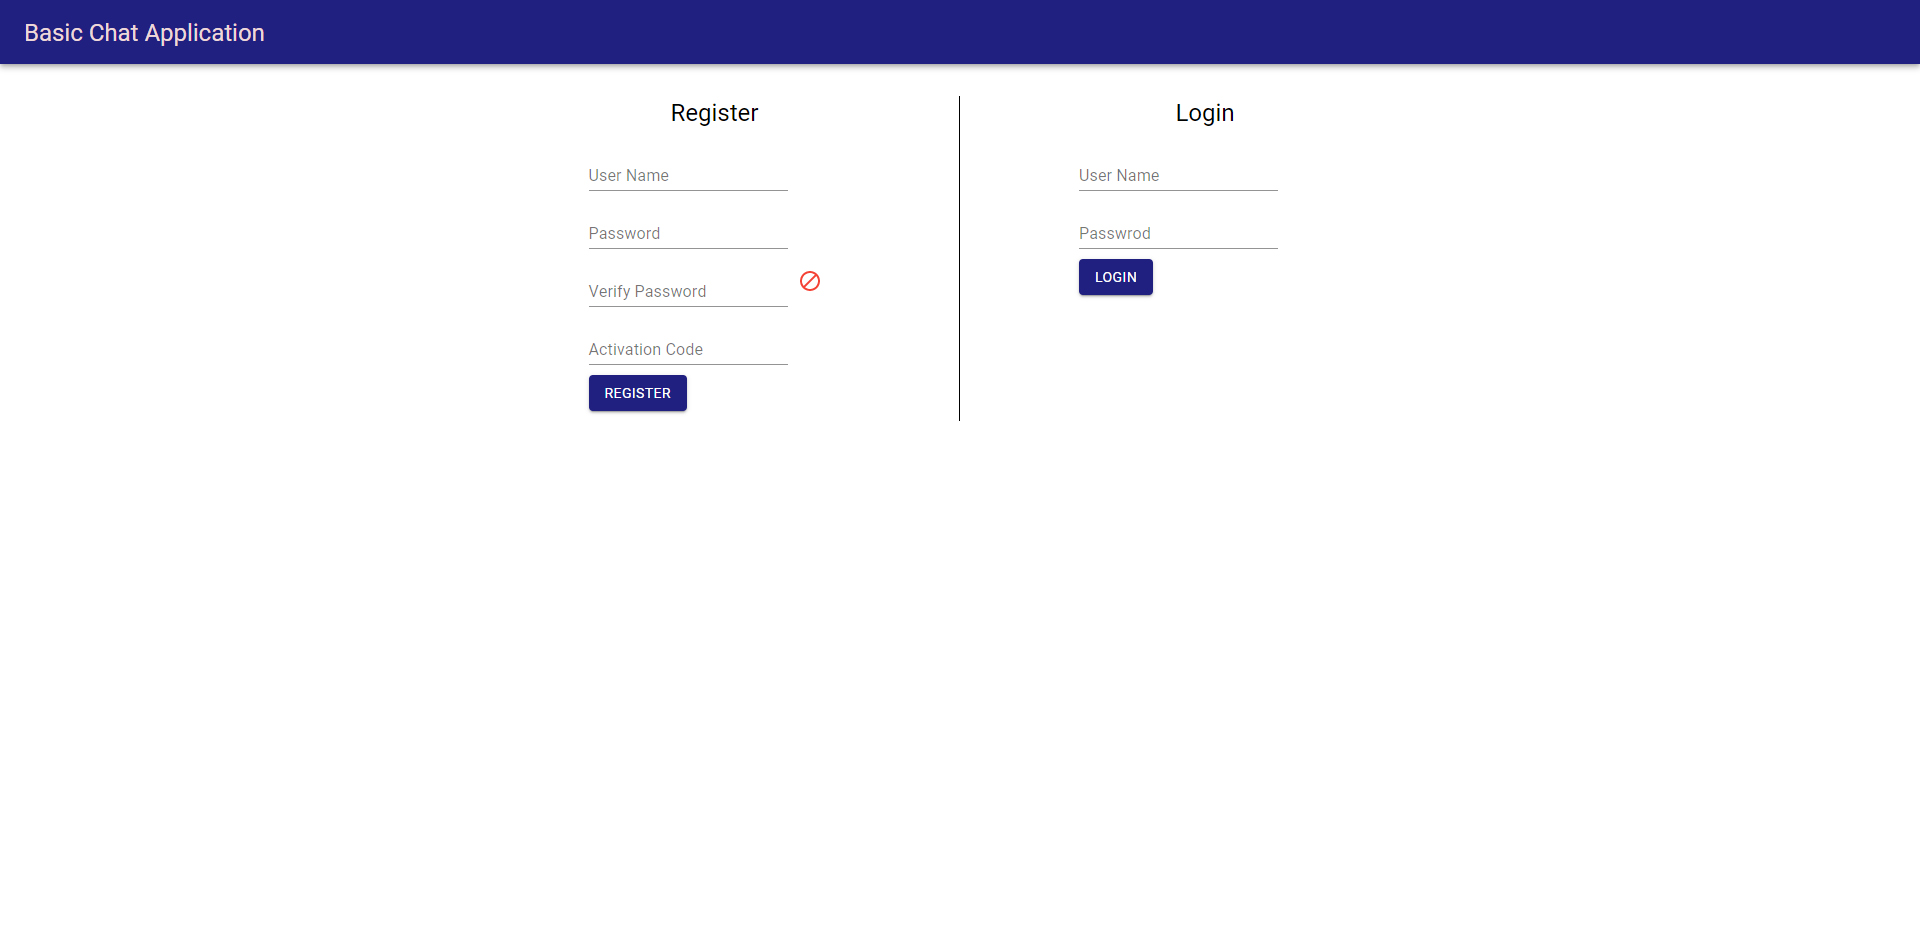 Basic Chat Application
Register
User Name
Password
Verify Password
Activation Code
REGISTER
Login
User Name
Passwrod
LOGIN